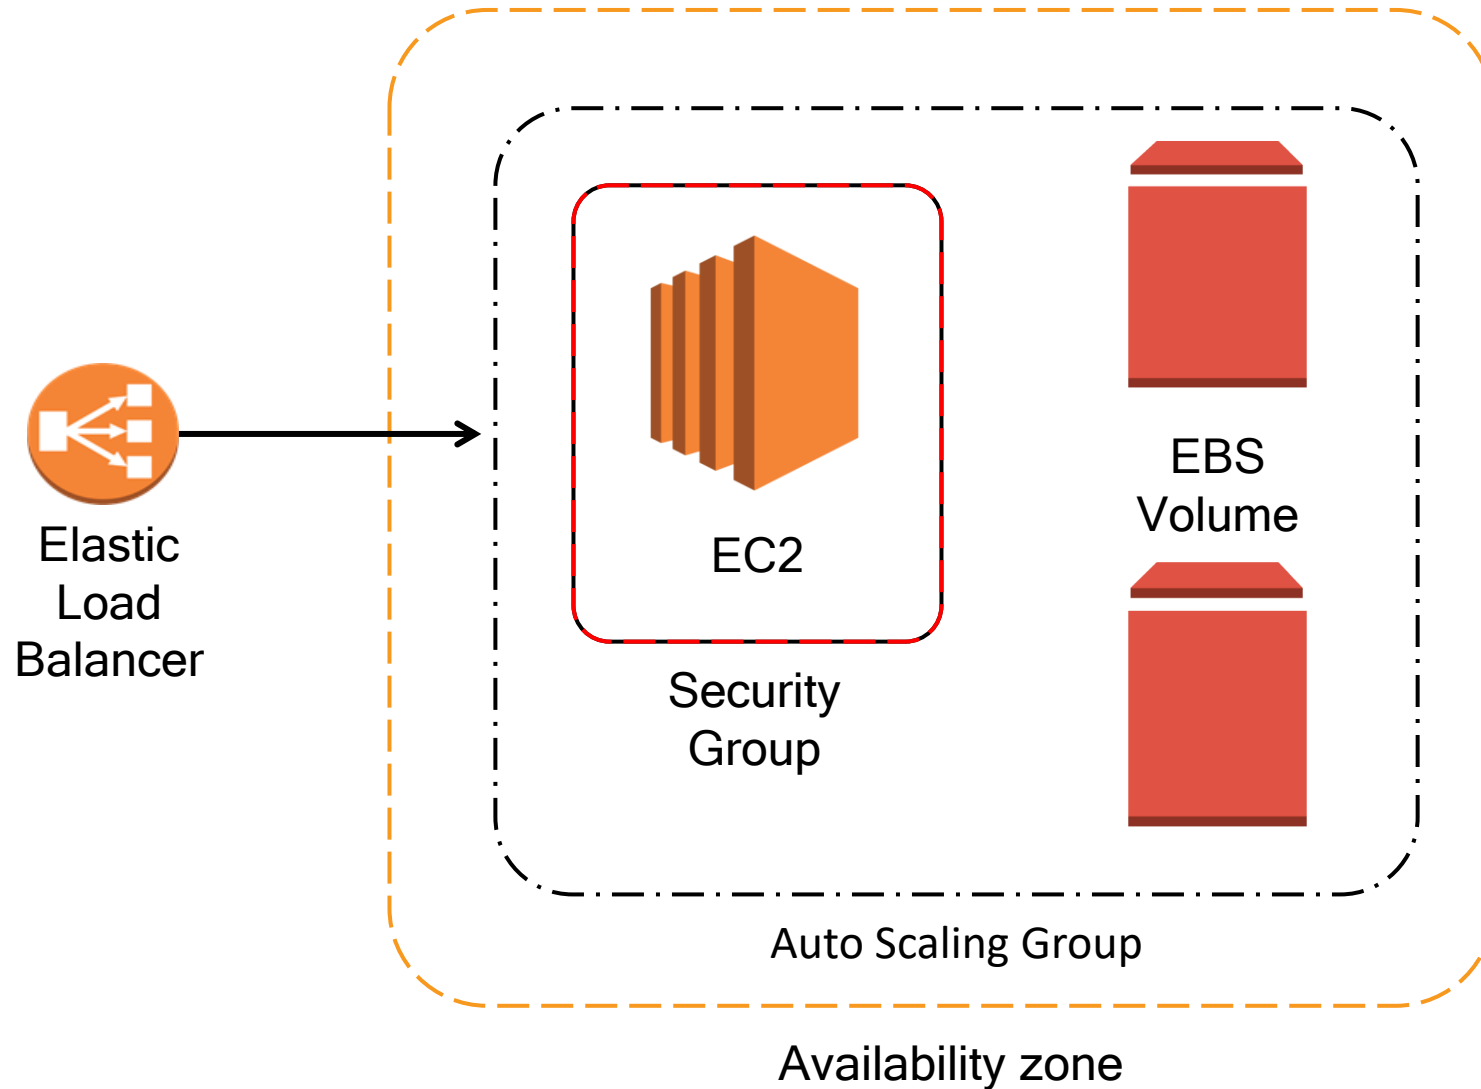 Elastic
Load
Balancer
EC2
Security
Group
EBS
Volume
Auto Scaling Group
Availability zone